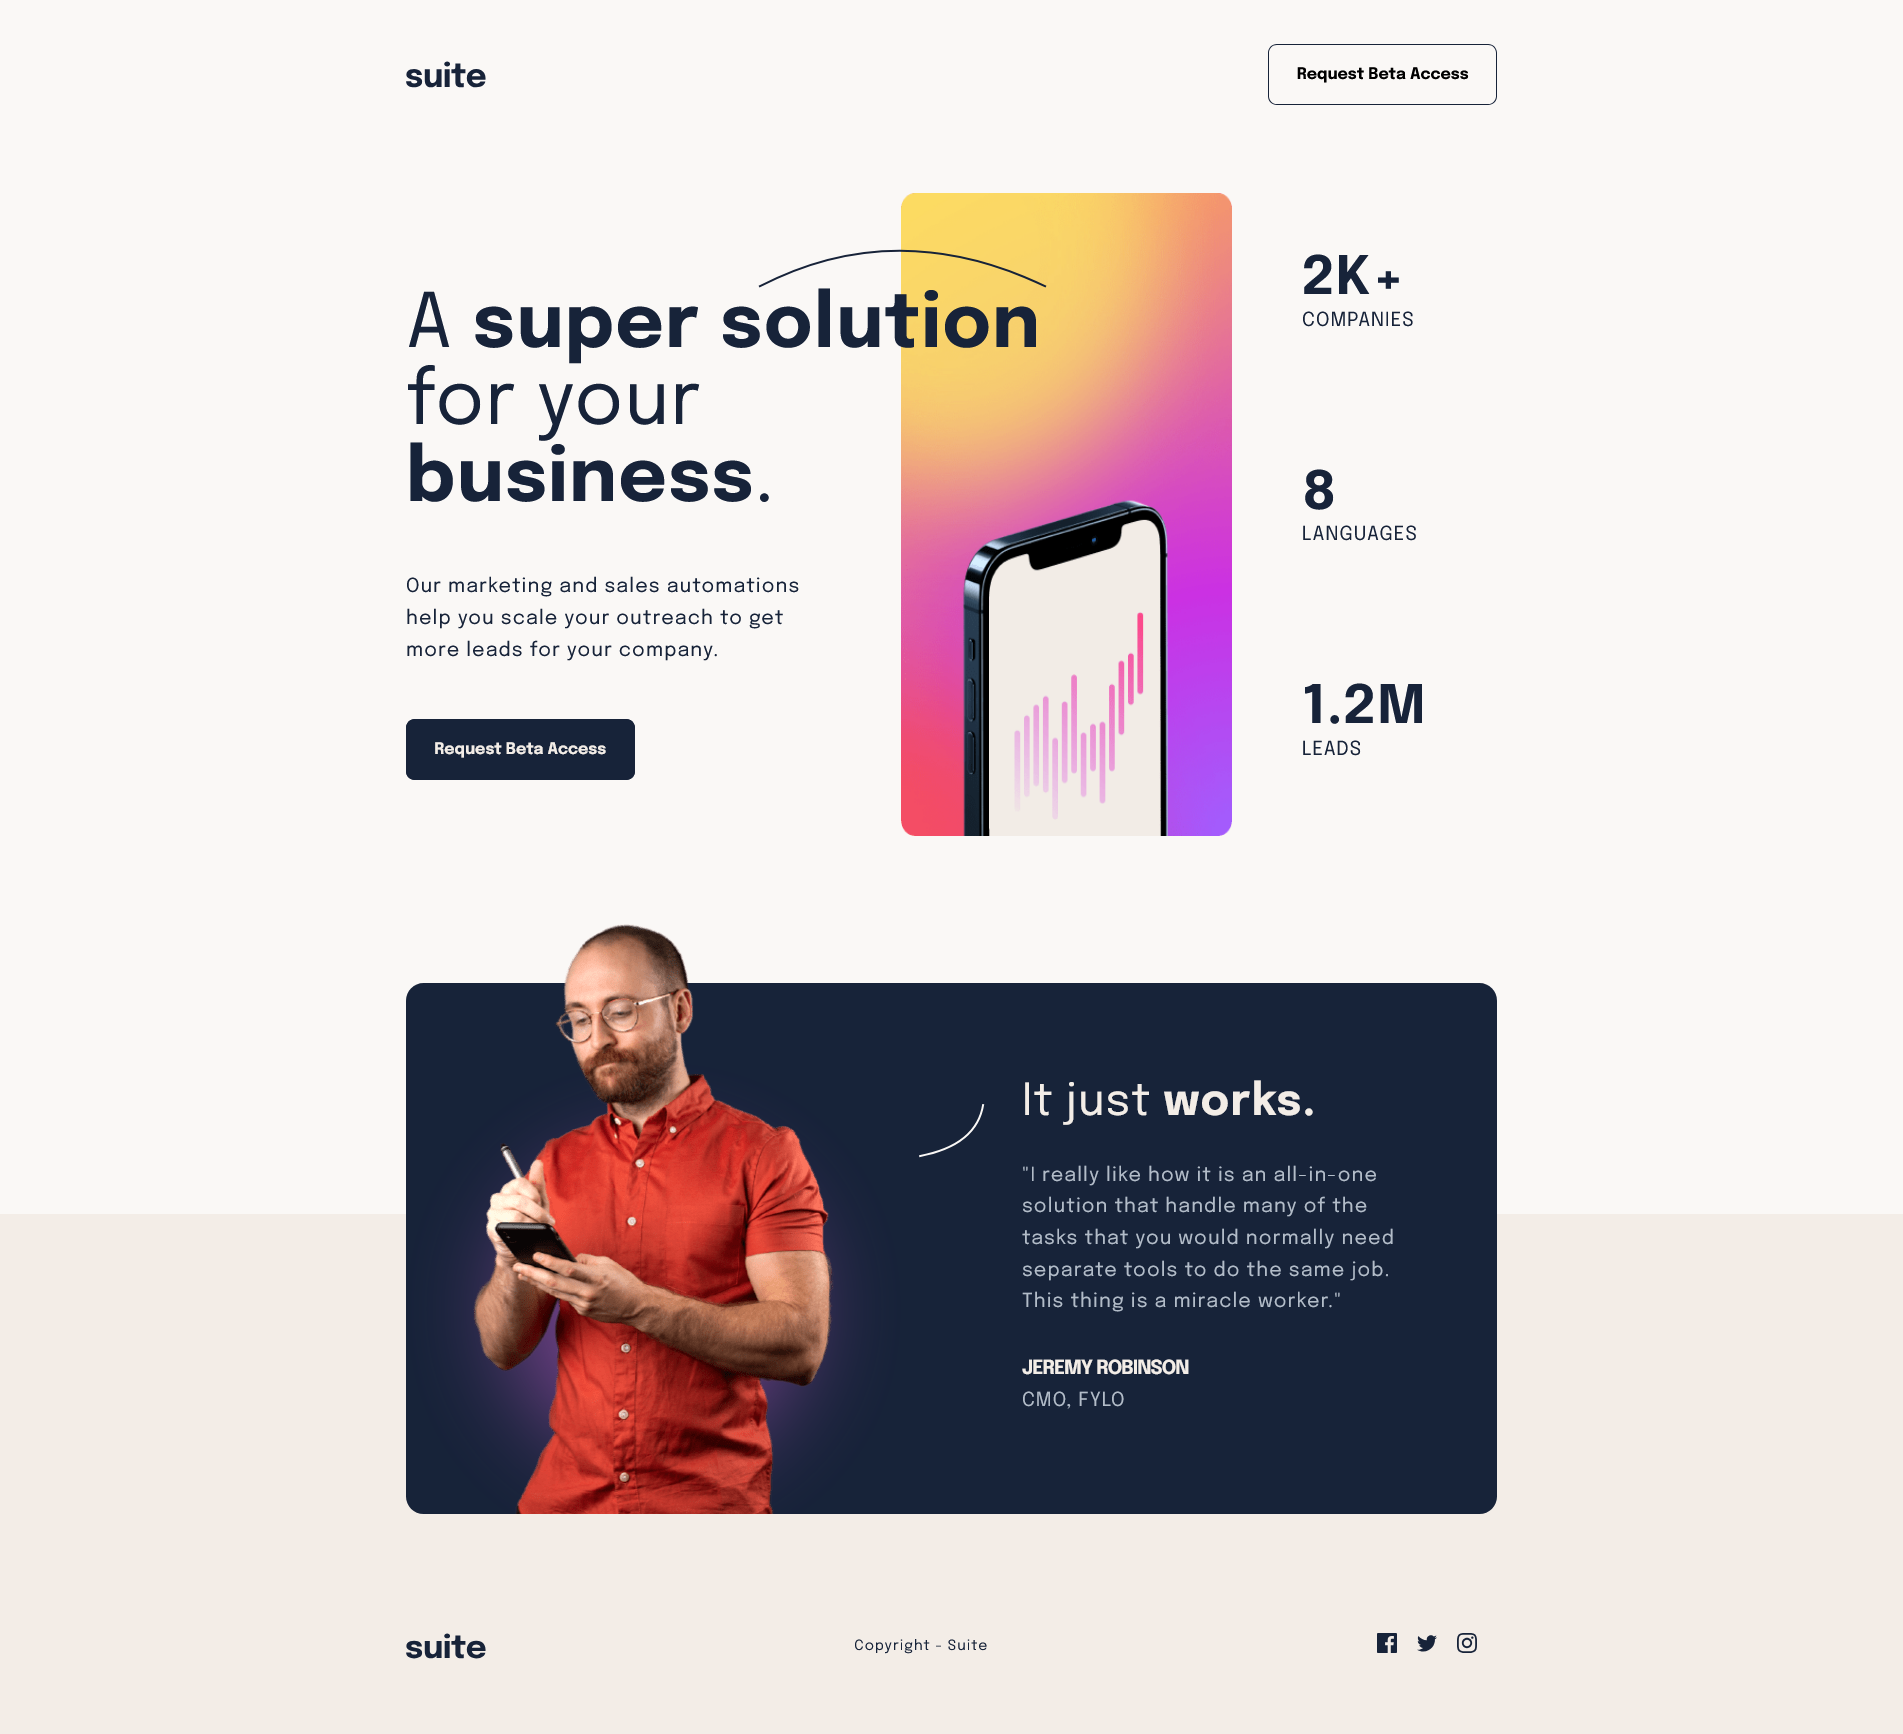 suite
Request Beta Access
A super solution
for your
business.
Our marketing and sales automations
help you scale your outreach to get
more leads for your company.
Request Beta Access
2K+
COMPANIES
8
LANGUAGES
1.2M
LEADS
It just works.
"I really like how it is an all-in-one
solution that handle many of the
tasks that you would normally need
separate tools to do the same job.
This thing is a miracle worker."
JEREMY ROBINSON
CMO, FYLO
suite
Copyright - Suite